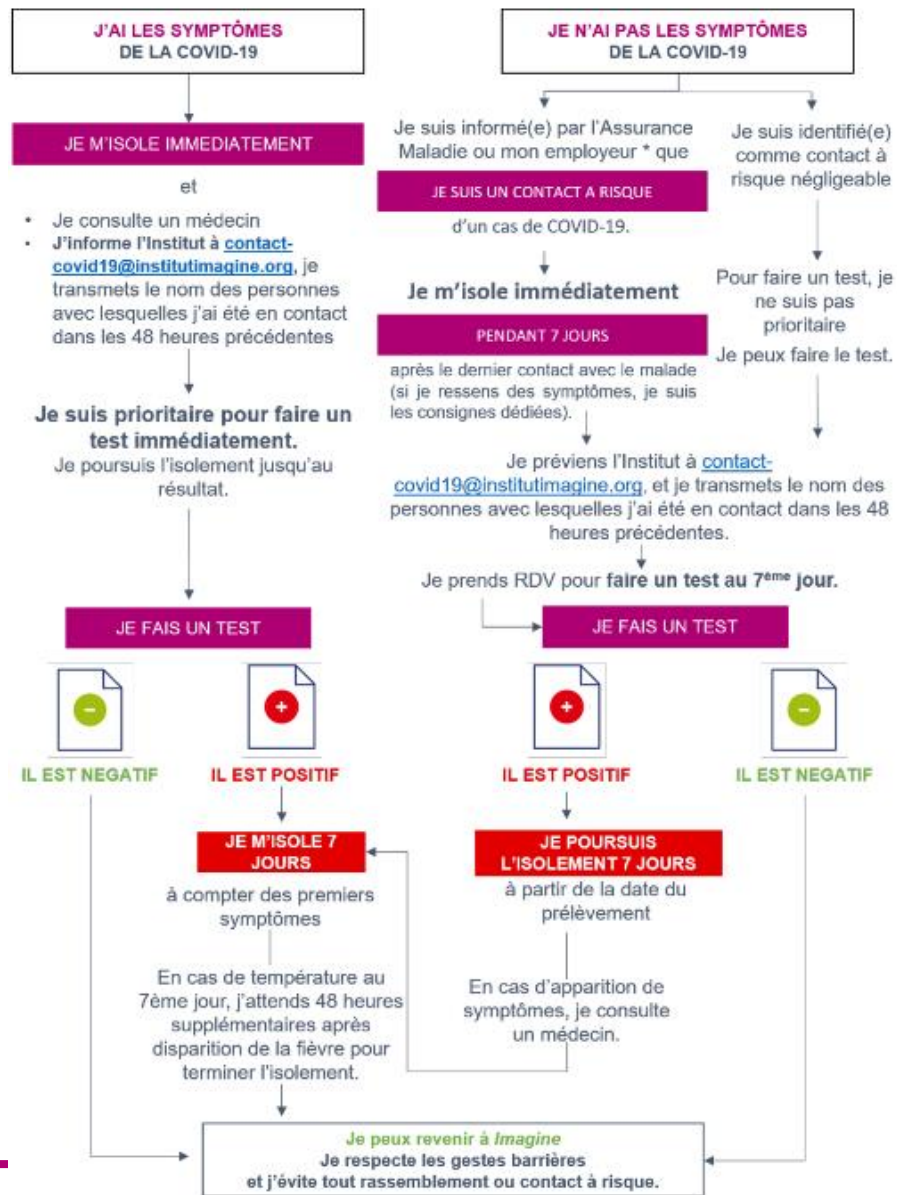 J'AI LES SYMPTÔMES
DE LA COVID-19
JE M'ISOLE IMMEDIATEMENT
et
• Je consulte un médecin
• J'informe l'Institut à contact-
covid19@institutimagine.org, je
transmets le nom des personnes
avec lesquelles j'ai été en contact
dans les 48 heures précédentes
Je suis prioritaire pour faire un
test immédiatement.
Je poursuis l'isolement jusqu'au
résultat.
JE FAIS UN TEST
IL EST NEGATIF
IL EST POSITIF
JE M'ISOLE 7
JOURS
à compter des premiers
symptômes
En cas de température au
7ème jour, j'attends 48 heures
supplémentaires après
disparition de la fièvre pour
terminer l'isolement.
JE N'AI PAS LES SYMPTÔMES
DE LA COVID-19
Je suis informé(e) par l'Assurance
Maladie ou mon employeur * que
JE SUIS UN CONTACT A RISQUE
d'un cas de COVID-19.
Je m'isole immédiatement
PENDANT 7 JOURS
après le dernier contact avec le malade
(si je ressens des symptômes, je suis
les consignes dédiées).
Je suis identifié(e)
comme contact à
risque négligeable
Pour faire un test, je
ne suis pas
prioritaire
Je peux faire le test.
Je préviens l'Institut à contact-
covid19@institutimagine.org, et je transmets le nom des
personnes avec lesquelles j'ai été en contact dans les 48
heures précédentes.
Je prends RDV pour faire un test au 7ème jour.
JE FAIS UN TEST
IL EST POSITIF
IL EST NEGATIF
JE POURSUIS
L'ISOLEMENT 7 JOURS
à partir de la date du
prélèvement
En cas d'apparition de
symptômes, je consulte
un médecin.
Je peux revenir à Imagine
Je respecte les gestes barrières
et j'évite tout rassemblement ou contact à risque.